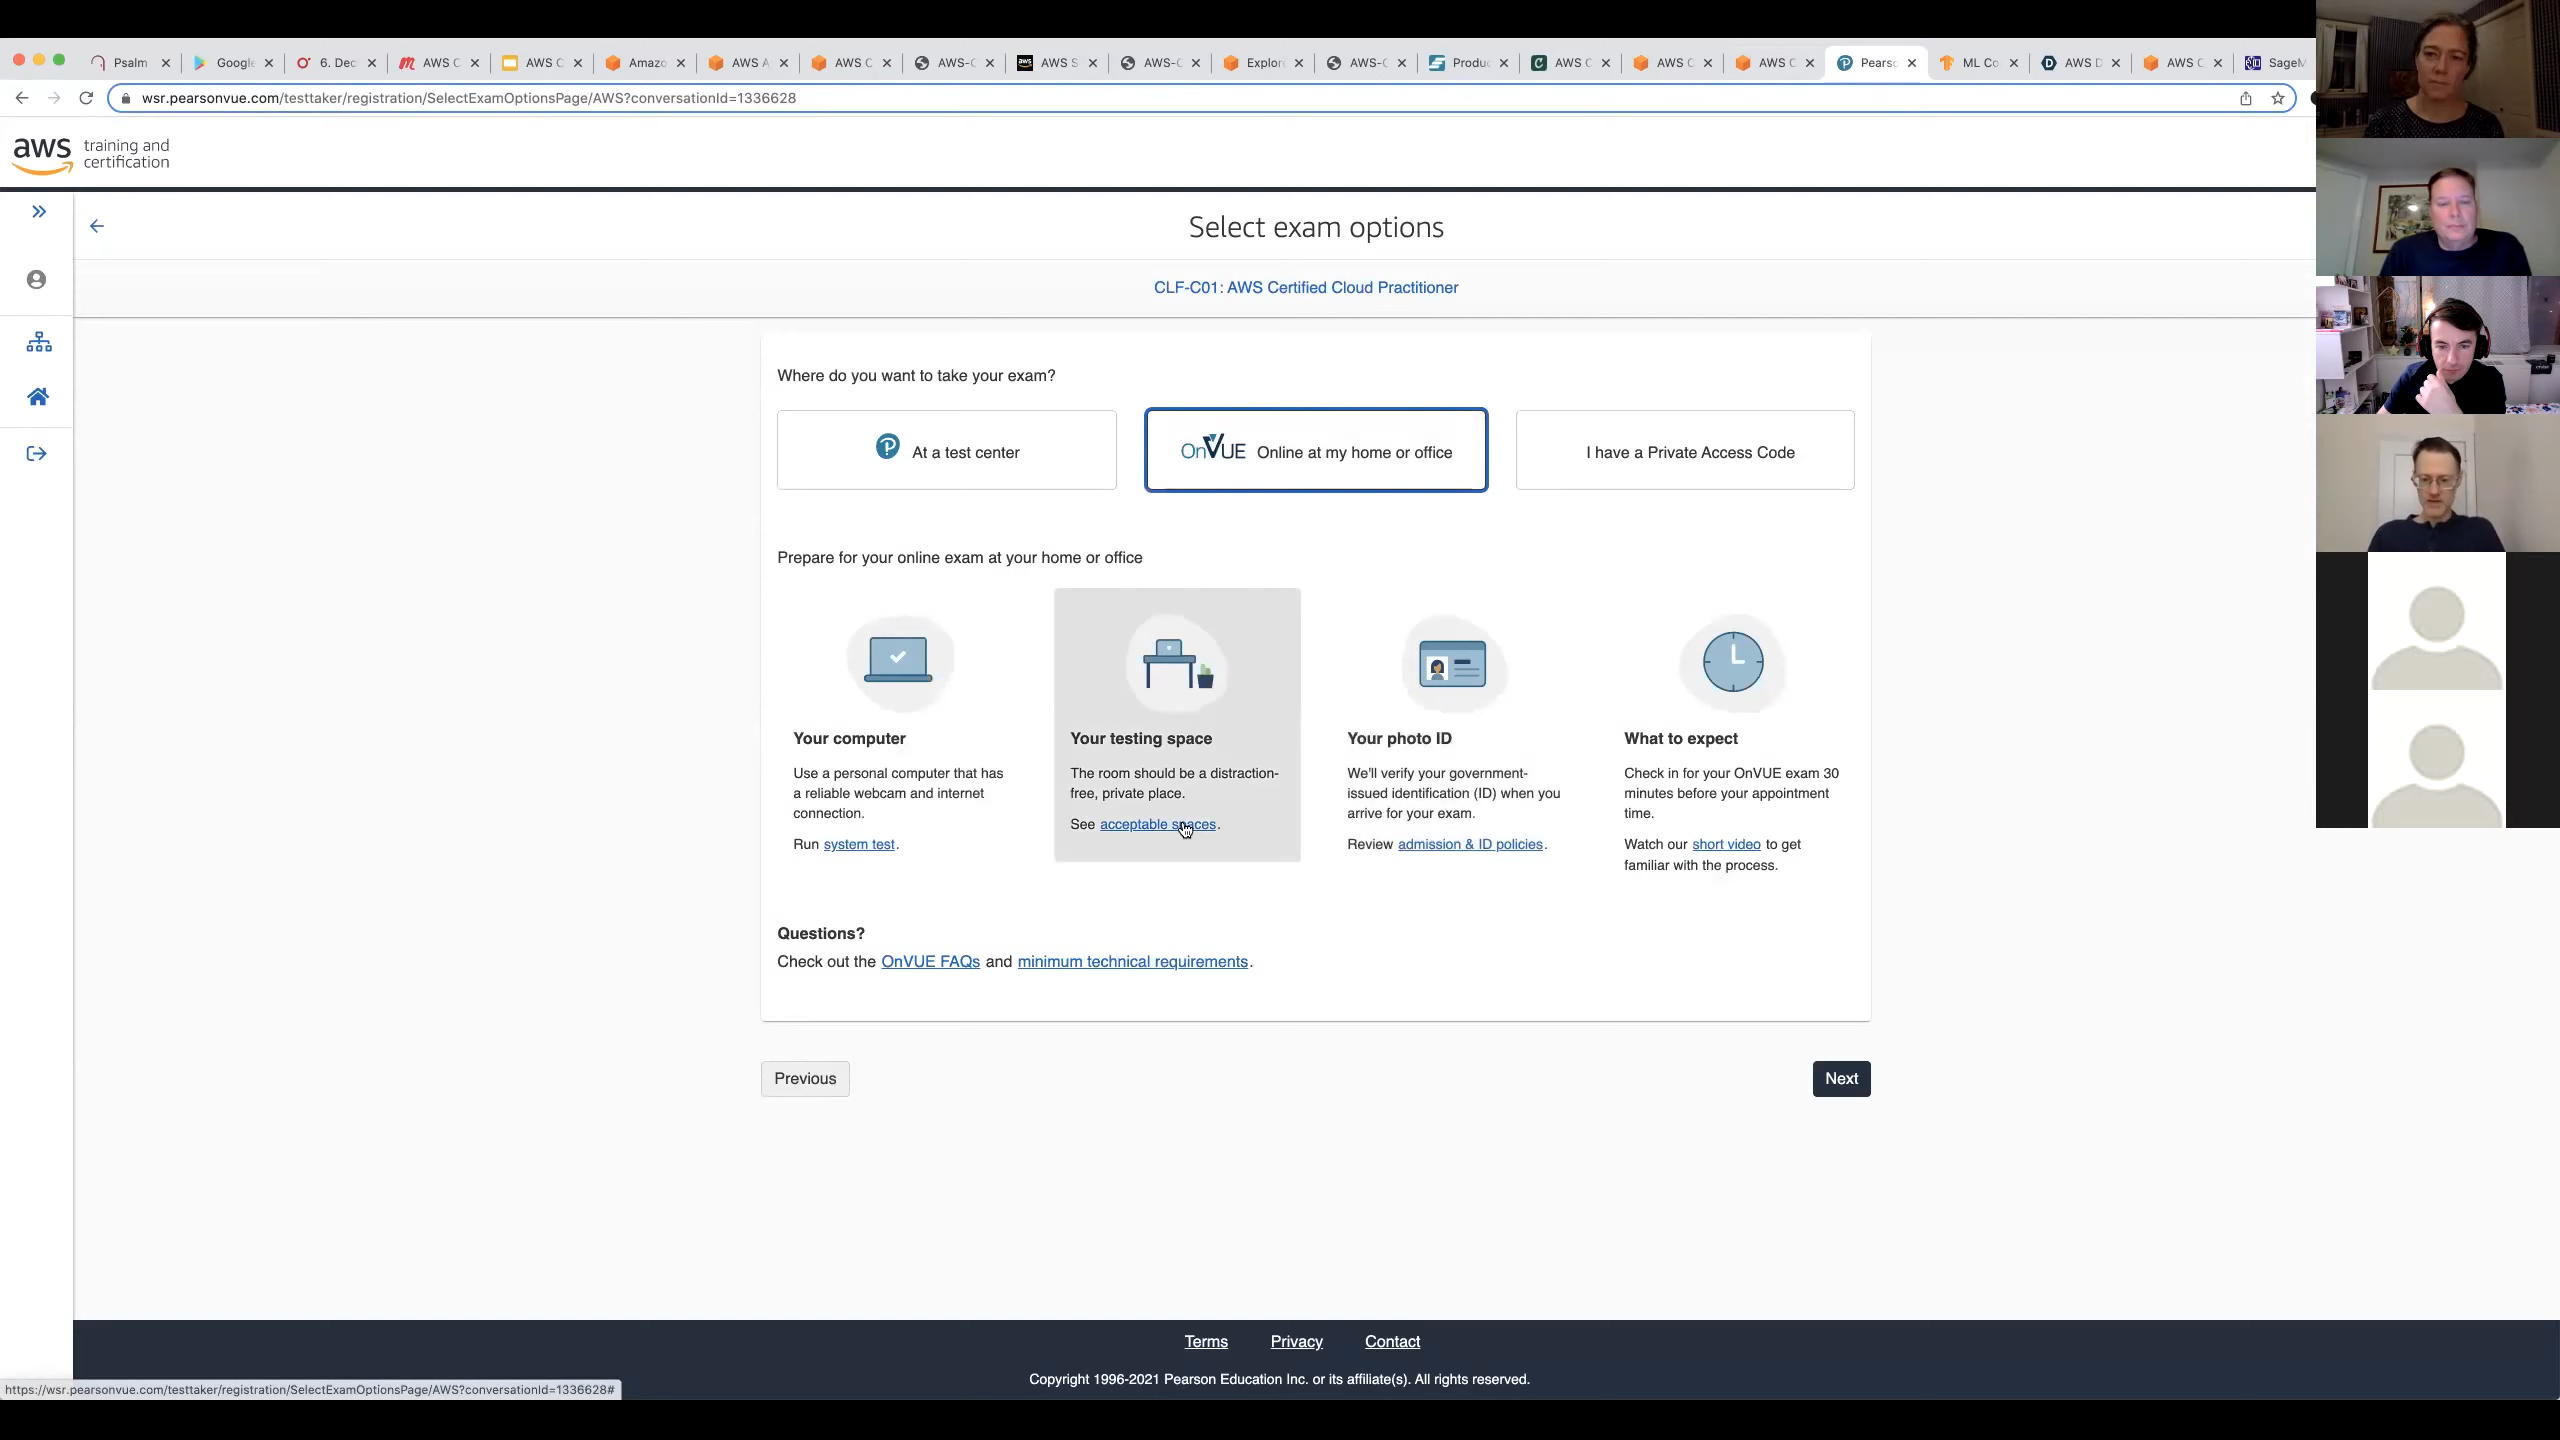 Psalm
Google
6. Dec
AWS C
AWS C
Amazo
AWS A
AWS C
AWS-C
AWS S
AWS-C
Explor
AWS-C
Produc
AWS C
AWS C
AWS C
Pearso
ML Co
AWS D
AWS C
SageM
wsr.pearsonvue.com/testtaker/registration/SelectExamOptionsPage/AWS?conversationId=1336628
aws training and
certification
Select exam options
CLF-C01: AWS Certified Cloud Practitioner
Where do you want to take your exam?
At a test center
OnVUE Online at my home or office
I have a Private Access Code
Prepare for your online exam at your home or office
Your computer
Use a personal computer that has
a reliable webcam and internet
connection.
Run system test.
Your testing space
The room should be a distraction-
free, private place.
See acceptable spaces.
Your photo ID
We'll verify your government-
issued identification (ID) when you
arrive for your exam.
Review admission & ID policies.
What to expect
Check in for your OnVUE exam 30
minutes before your appointment
time.
Watch our short video to get
familiar with the process.
Questions?
Check out the OnVUE FAQs and minimum technical requirements.
Previous
Next
Terms Privacy Contact
Copyright 1996-2021 Pearson Education Inc. or its affiliate(s). All rights reserved.
https://wsr.pearsonvue.com/testtaker/registration/SelectExamOptionsPage/AWS?conversationId=1336628#